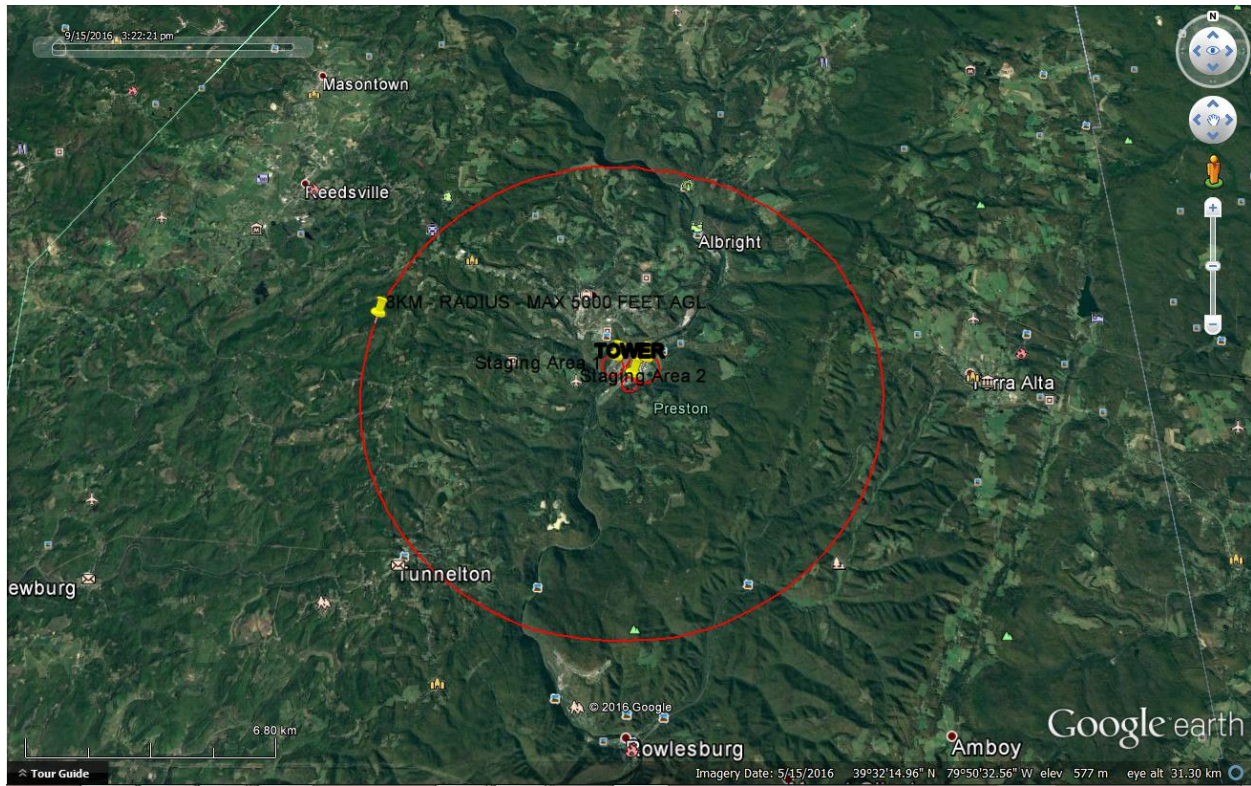 9/15/2016 3:22:21 pm
N
Masontown
Reedsville
Albright
8KM - RADIUS - MAX 5000 FEET AGL
TOWER
Staging Area 1
Staging Area 2
Terra Alta
Preston
Tunnelton
ewburg
© 2016 Google
6.80 km
Google earth
Rowlesburg
Amboy
Tour Guide
Imagery Date: 5/15/2016 39°32'14.96" N 79°50'32.56" W elev 577 m eye alt 31.30 km